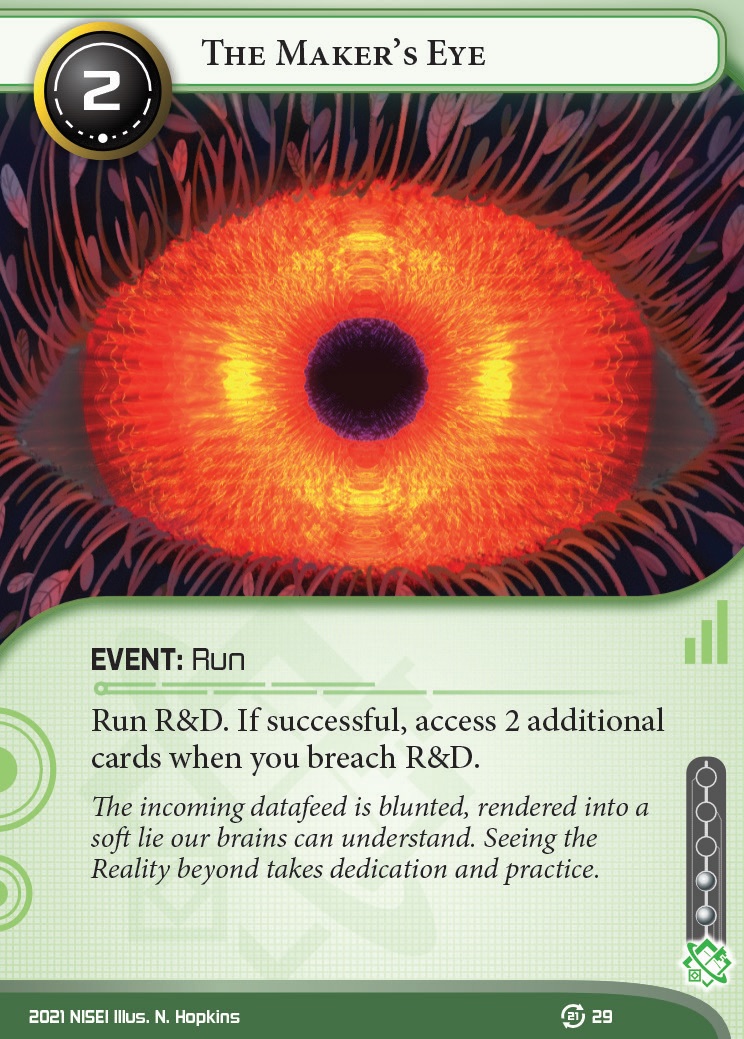 The Maker's Eye
2
EVENT: Run
Run R&D. If successful, access 2 additional
cards when you breach R&D.
The incoming datafeed is blunted, rendered into a
soft lie our brains can understand. Seeing the
Reality beyond takes dedication and practice.
2021 NISEI Illus. N. Hopkins
21 29